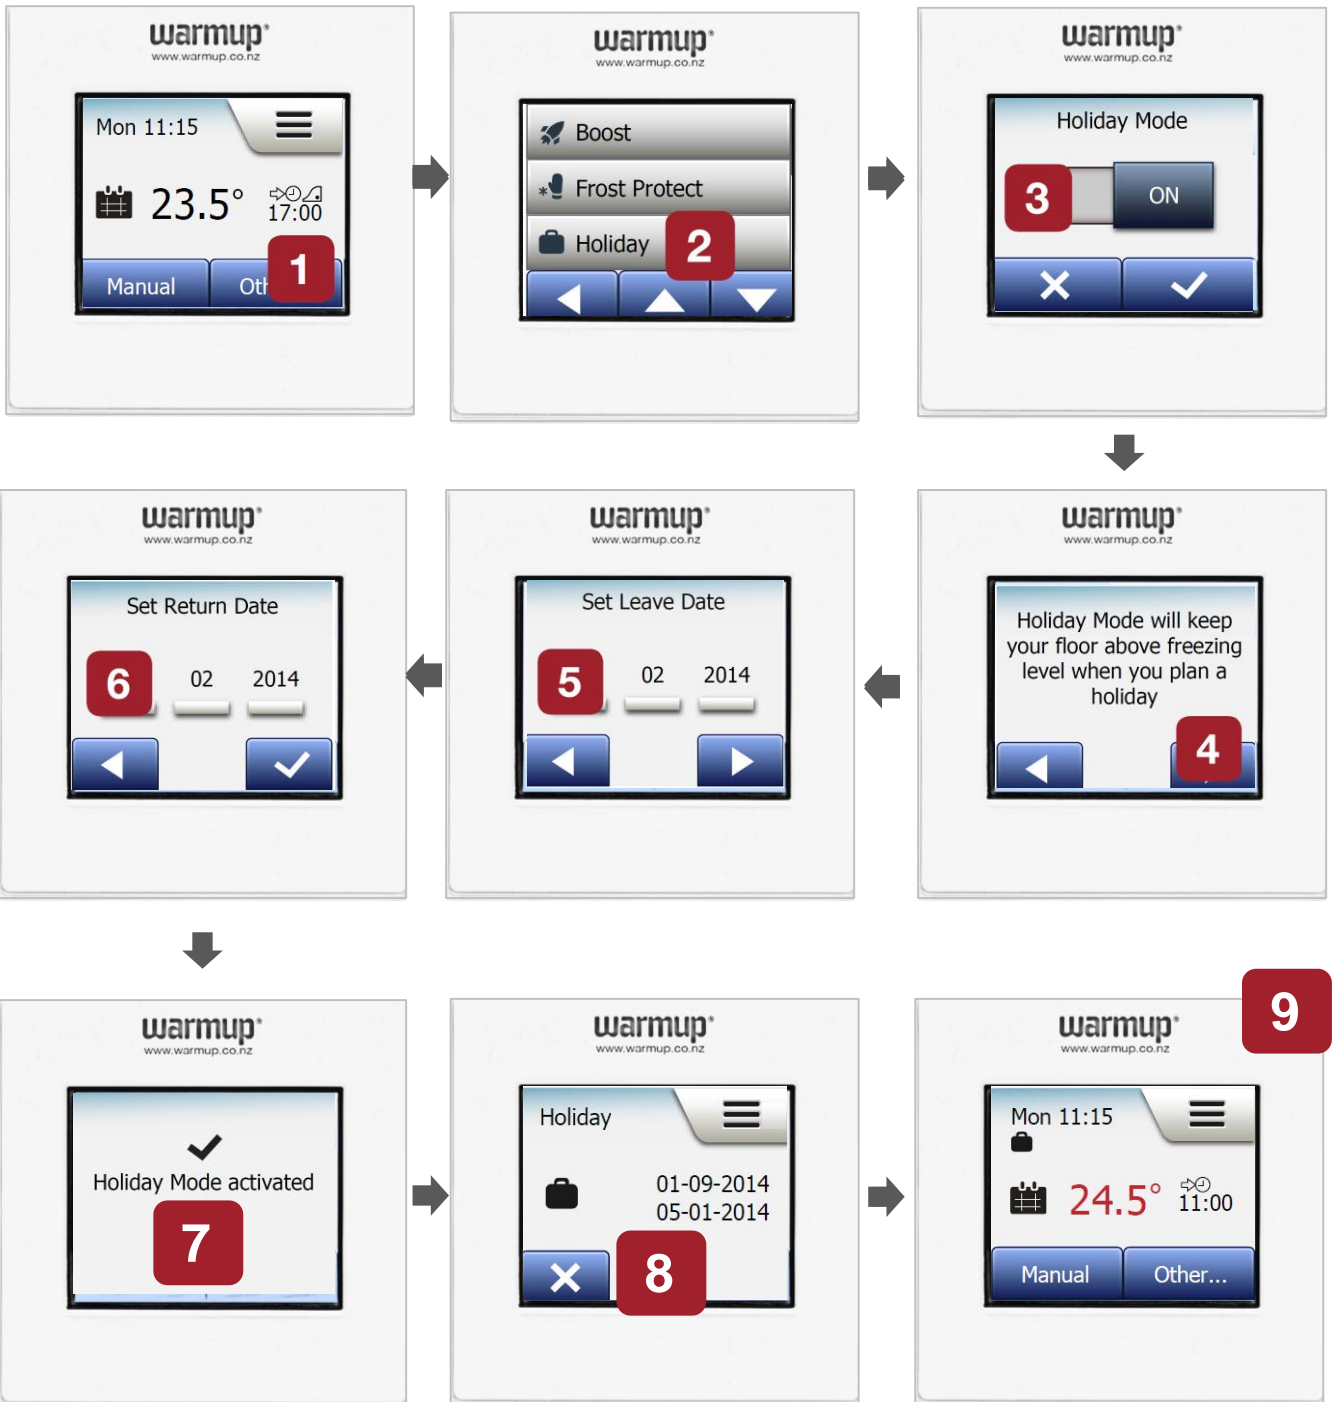 warmup
www.warmup.co.nz
Mon 11:15
23.5°
17:00
Manual
1
warmup
www.warmup.co.nz
Boost
Frost Protect
Holiday
2
warmup
www.warmup.co.nz
Holiday Mode
3
ON
warmup
www.warmup.co.nz
Set Return Date
6
02
2014
warmup
www.warmup.co.nz
Set Leave Date
5
02
2014
warmup
www.warmup.co.nz
Holiday Mode will keep
your floor above freezing
level when you plan a
holiday
4
warmup
www.warmup.co.nz
Holiday Mode activated
7
warmup
www.warmup.co.nz
Holiday
01-09-2014
05-01-2014
8
9
warmup
www.warmup.co.nz
Mon 11:15
24.5°
11:00
Manual
Other...